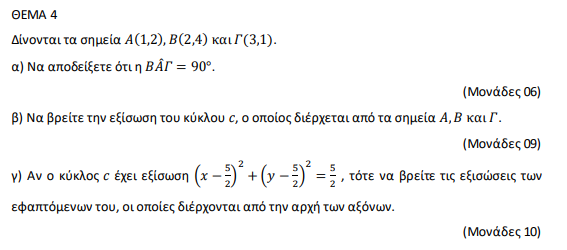 ΘΕΜΑ 4
Δίνονται τα σημεία Α(1,2), Β(2,4) και Γ(3,1).
α) Να αποδείξετε ότι η ΒÂΓ = 90°.
(Μονάδες 06)
β) Να βρείτε την εξίσωση του κύκλου c, ο οποίος διέρχεται από τα σημεία Α, Β και Γ.
(Μονάδες 09)
γ) Αν ο κύκλος c έχει εξίσωση (x − 5/2)² + (y − 5/2)² = 5/2 , τότε να βρείτε τις εξισώσεις των
εφαπτόμενων του, οι οποίες διέρχονται από την αρχή των αξόνων.
(Μονάδες 10)